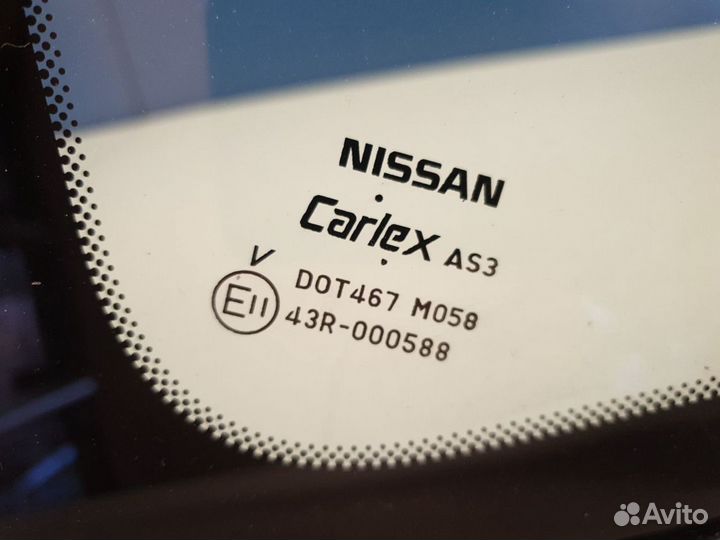 NISSAN
Carlex AS3
V
E11 DOT467 M058
43R-000588
Avito